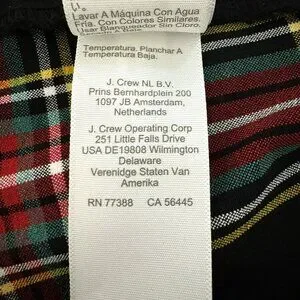 Lavar A Máquina Con Agua
Fría. Con Colores Similares.
Usar Blanqueador Sin Cloro.
Temperatura. Planchar A
Temperatura Baja.
J. Crew NL B.V.
Prins Bernhardplein 200
1097 JB Amsterdam,
Netherlands
J. Crew Operating Corp
251 Little Falls Drive
USA DE19808 Wilmington
Delaware
Verenidge Staten Van
Amerika
RN 77388 CA 56445